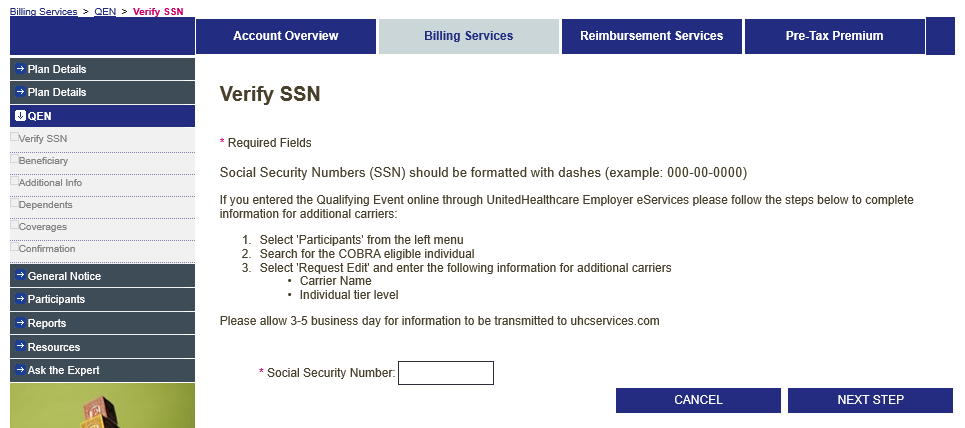 Billing Services > QEN > Verify SSN
Account Overview
Billing Services
Reimbursement Services
Pre-Tax Premium
Plan Details
Plan Details
QEN
Verify SSN
Beneficiary
Additional Info
Dependents
Coverages
Confirmation
General Notice
Participants
Reports
Resources
Ask the Expert
Verify SSN
* Required Fields
Social Security Numbers (SSN) should be formatted with dashes (example: 000-00-0000)
If you entered the Qualifying Event online through UnitedHealthcare Employer eServices please follow the steps below to complete
information for additional carriers:
1. Select 'Participants' from the left menu
2. Search for the COBRA eligible individual
3. Select 'Request Edit' and enter the following information for additional carriers
• Carrier Name
• Individual tier level
Please allow 3-5 business day for information to be transmitted to uhcservices.com
* Social Security Number:
CANCEL
NEXT STEP